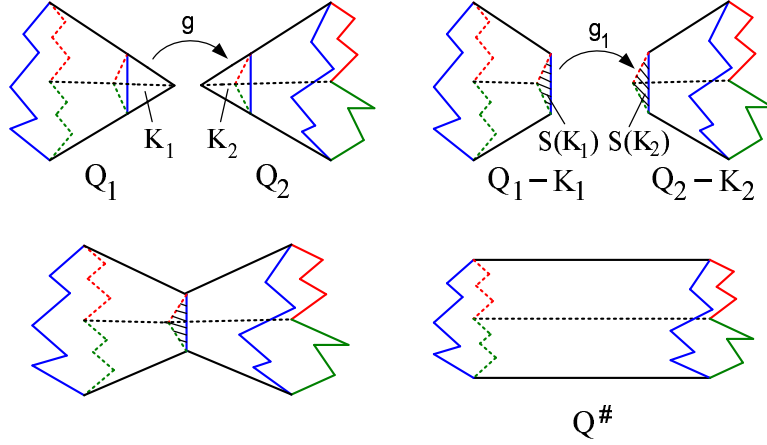 g
K₁ K₂
Q₁ Q₂
g₁
S(K₁) S(K₂)
Q₁ − K₁ Q₂ − K₂
Q#